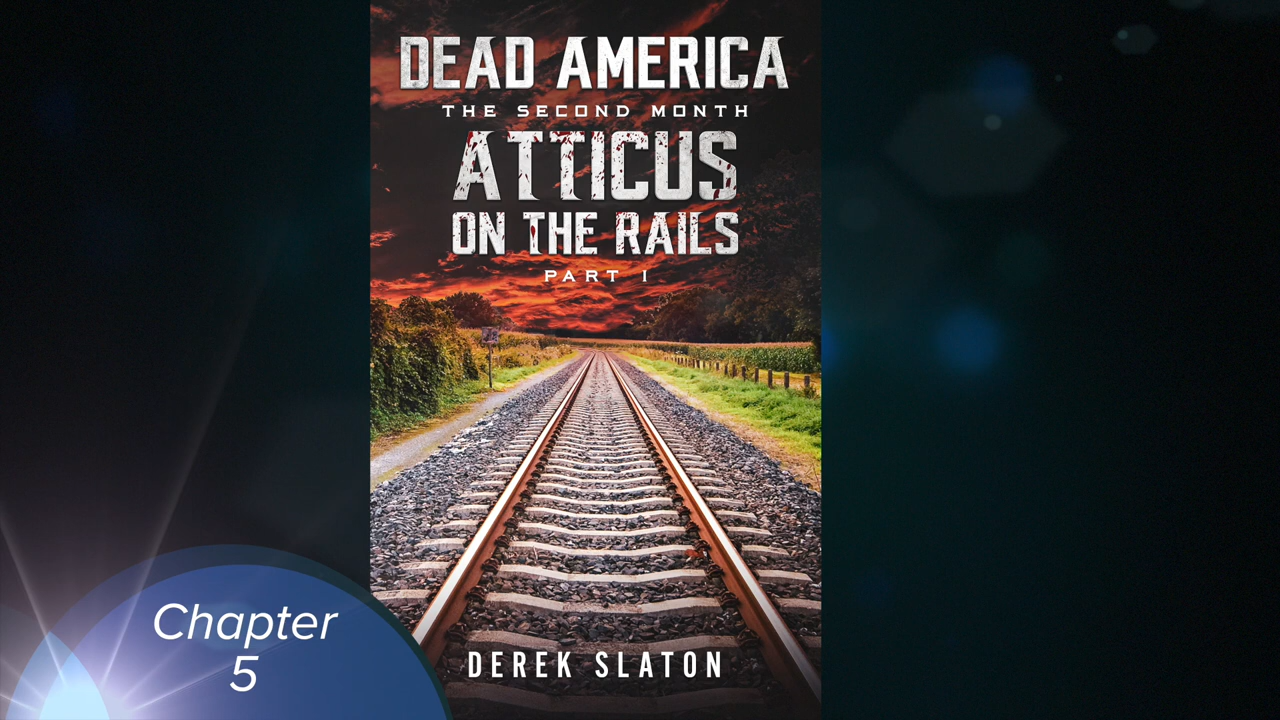 DEAD AMERICA
THE SECOND MONTH
ATTICUS
ON THE RAILS
PART I
DEREK SLATON
Chapter
5